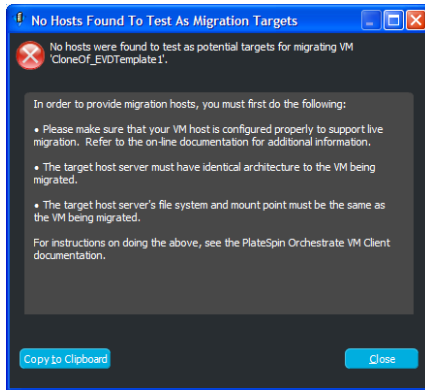 No Hosts Found To Test As Migration Targets
No hosts were found to test as potential targets for migrating VM
'CloneOf_EVDTemplate1'.
In order to provide migration hosts, you must first do the following:
• Please make sure that your VM host is configured properly to support live
migration. Refer to the on-line documentation for additional information.
• The target host server must have identical architecture to the VM being
migrated.
• The target host server's file system and mount point must be the same as
the VM being migrated.
For instructions on doing the above, see the PlateSpin Orchestrate VM Client
documentation.
Copy to Clipboard
Close